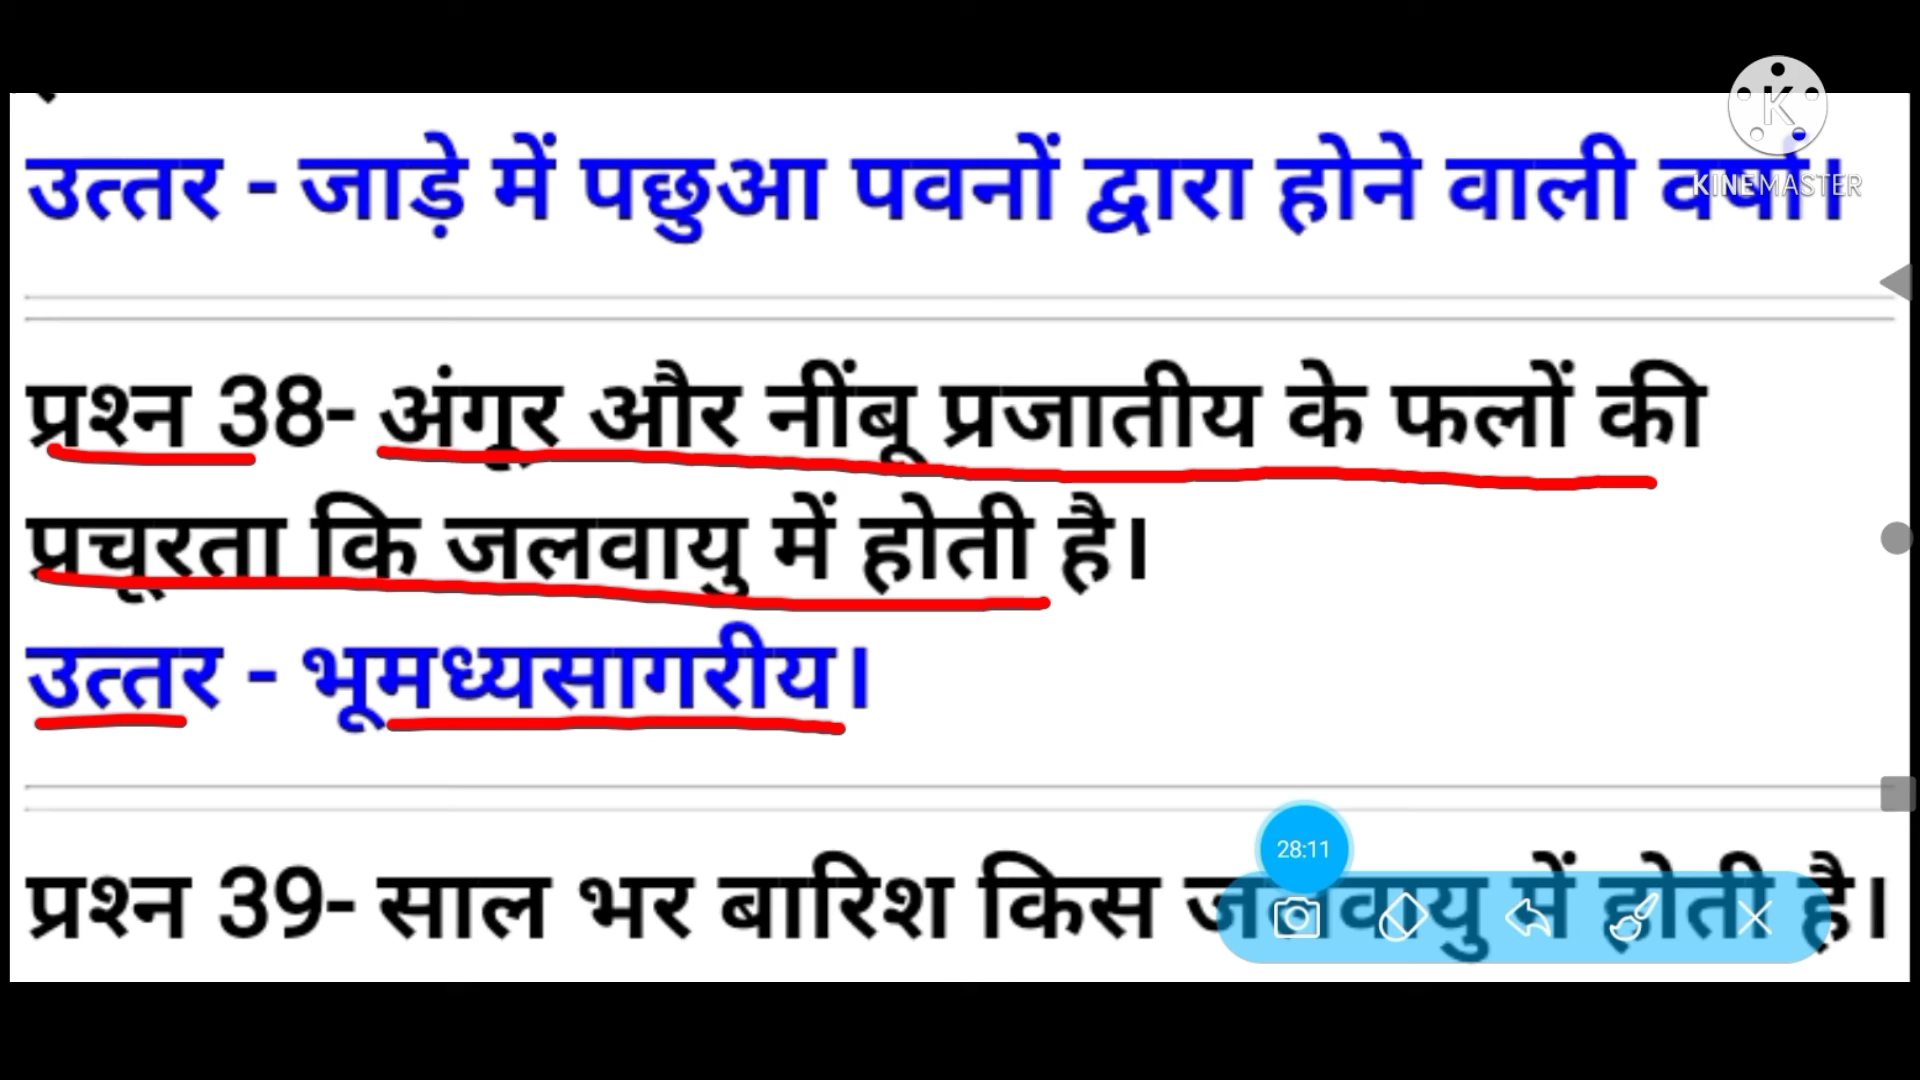 उत्तर - जाड़े में पछुआ पवनों द्वारा होने वाली वर्षा।
K
KINEMASTER
प्रश्न 38- अंगूर और नींबू प्रजातीय के फलों की
प्रचूरता कि जलवायु में होती है।
उत्तर - भूमध्यसागरीय।
28:11
प्रश्न 39- साल भर बारिश किस जलवायु में होती है।